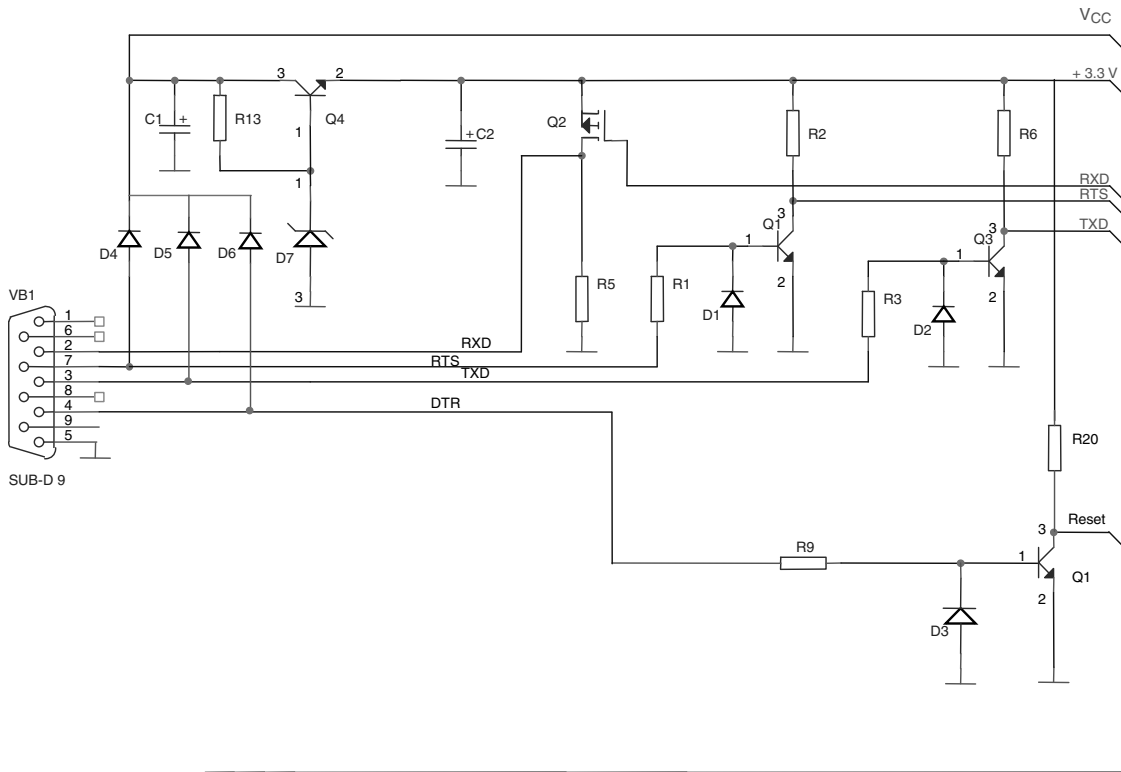 VCC
+ 3.3 V
3 2
C1 + R13 Q4
1
+ C2
Q2
R2
R6
1
RXD
RTS
TXD
3
Q1
1
2
3
Q3
1
2
D4 D5 D6 D7
3
R5
R1
D1
R3
D2
VB1
1
6
2
7
3
8
4
9
5
SUB-D 9
RXD
RTS
TXD
DTR
R20
3 Reset
R9
1
Q1
2
D3